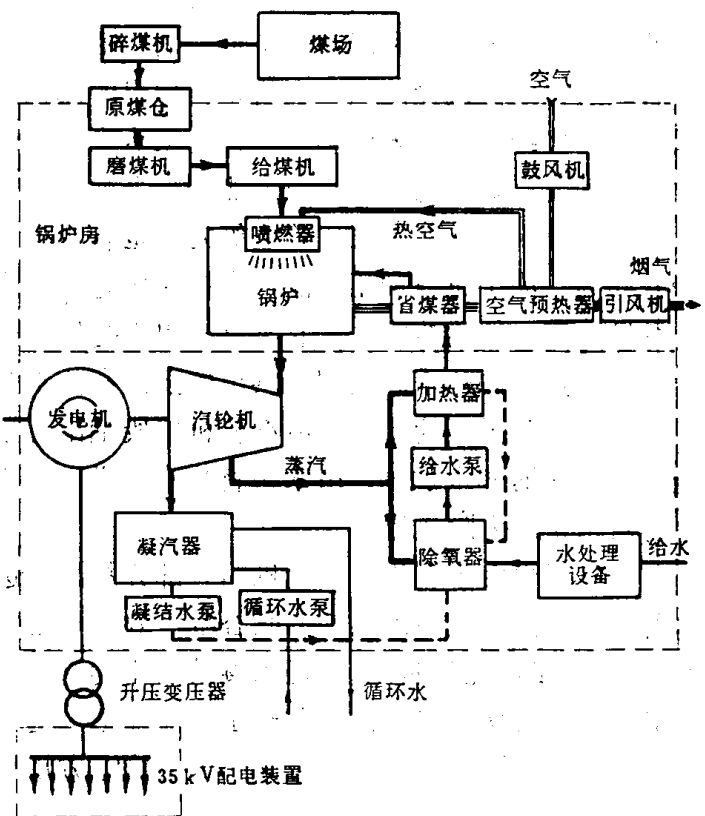 碎煤机
煤场
原煤仓
空气
磨煤机
给煤机
鼓风机
锅炉房
喷燃器
热空气
烟气
锅炉
省煤器
空气预热器
引风机
发电机
汽轮机
加热器
蒸汽
给水泵
凝汽器
除氧器
水处理
设备
给水
凝结水泵
循环水泵
升压变压器
循环水
35kV配电装置